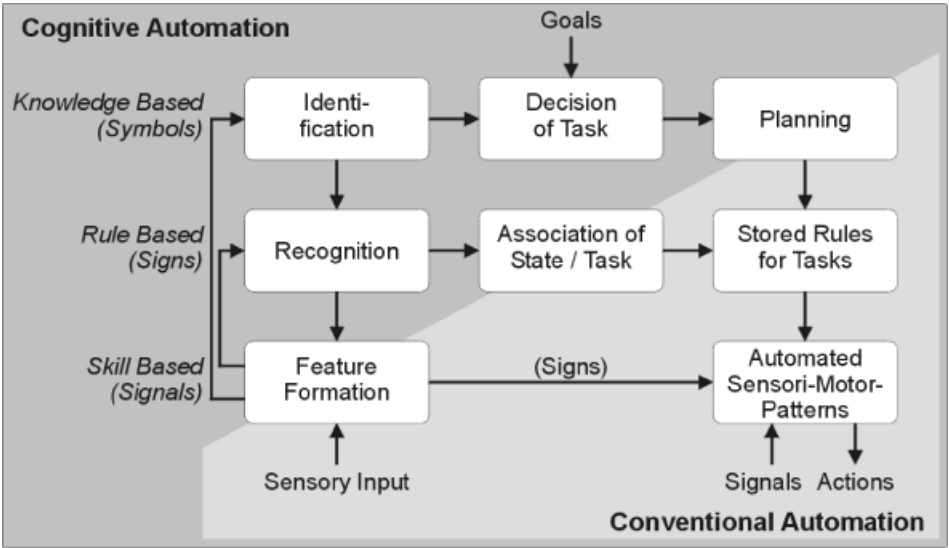 Cognitive Automation
Goals
Knowledge Based
(Symbols)
Identi-
fication
Decision
of Task
Planning
Rule Based
(Signs)
Recognition
Association of
State / Task
Stored Rules
for Tasks
Skill Based
(Signals)
Feature
Formation
(Signs)
Automated
Sensori-Motor-
Patterns
Sensory Input
Signals
Actions
Conventional Automation